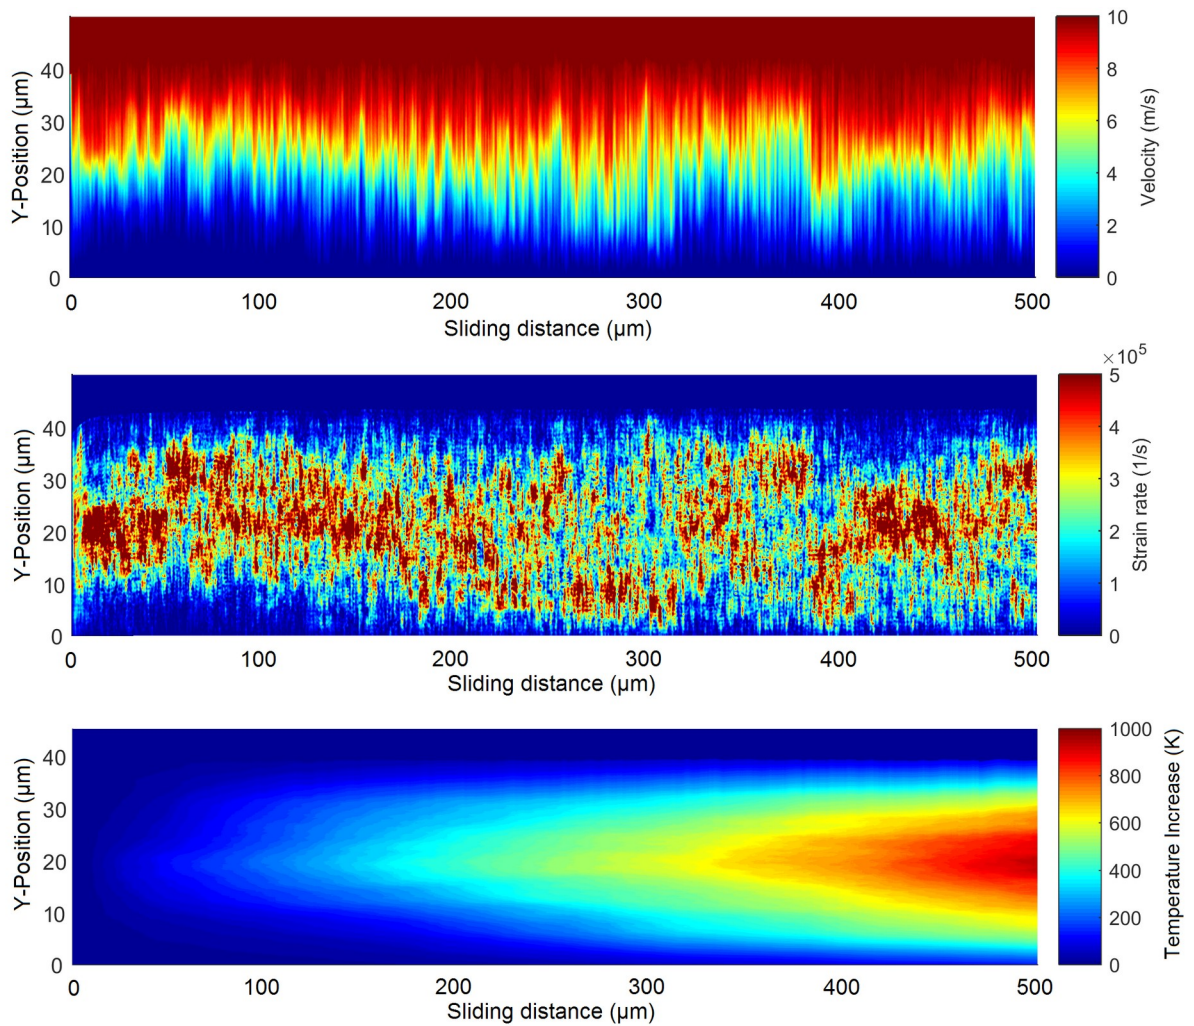 10
8
6
4
2
0
Velocity (m/s)
40
30
20
10
0
Y-Position (µm)
0 100 200 300 400 500
Sliding distance (µm)
×10⁵
5
4
3
2
1
0
Strain rate (1/s)
40
30
20
10
0
Y-Position (µm)
0 100 200 300 400 500
Sliding distance (µm)
1000
800
600
400
200
0
Temperature Increase (K)
40
30
20
10
0
Y-Position (µm)
0 100 200 300 400 500
Sliding distance (µm)